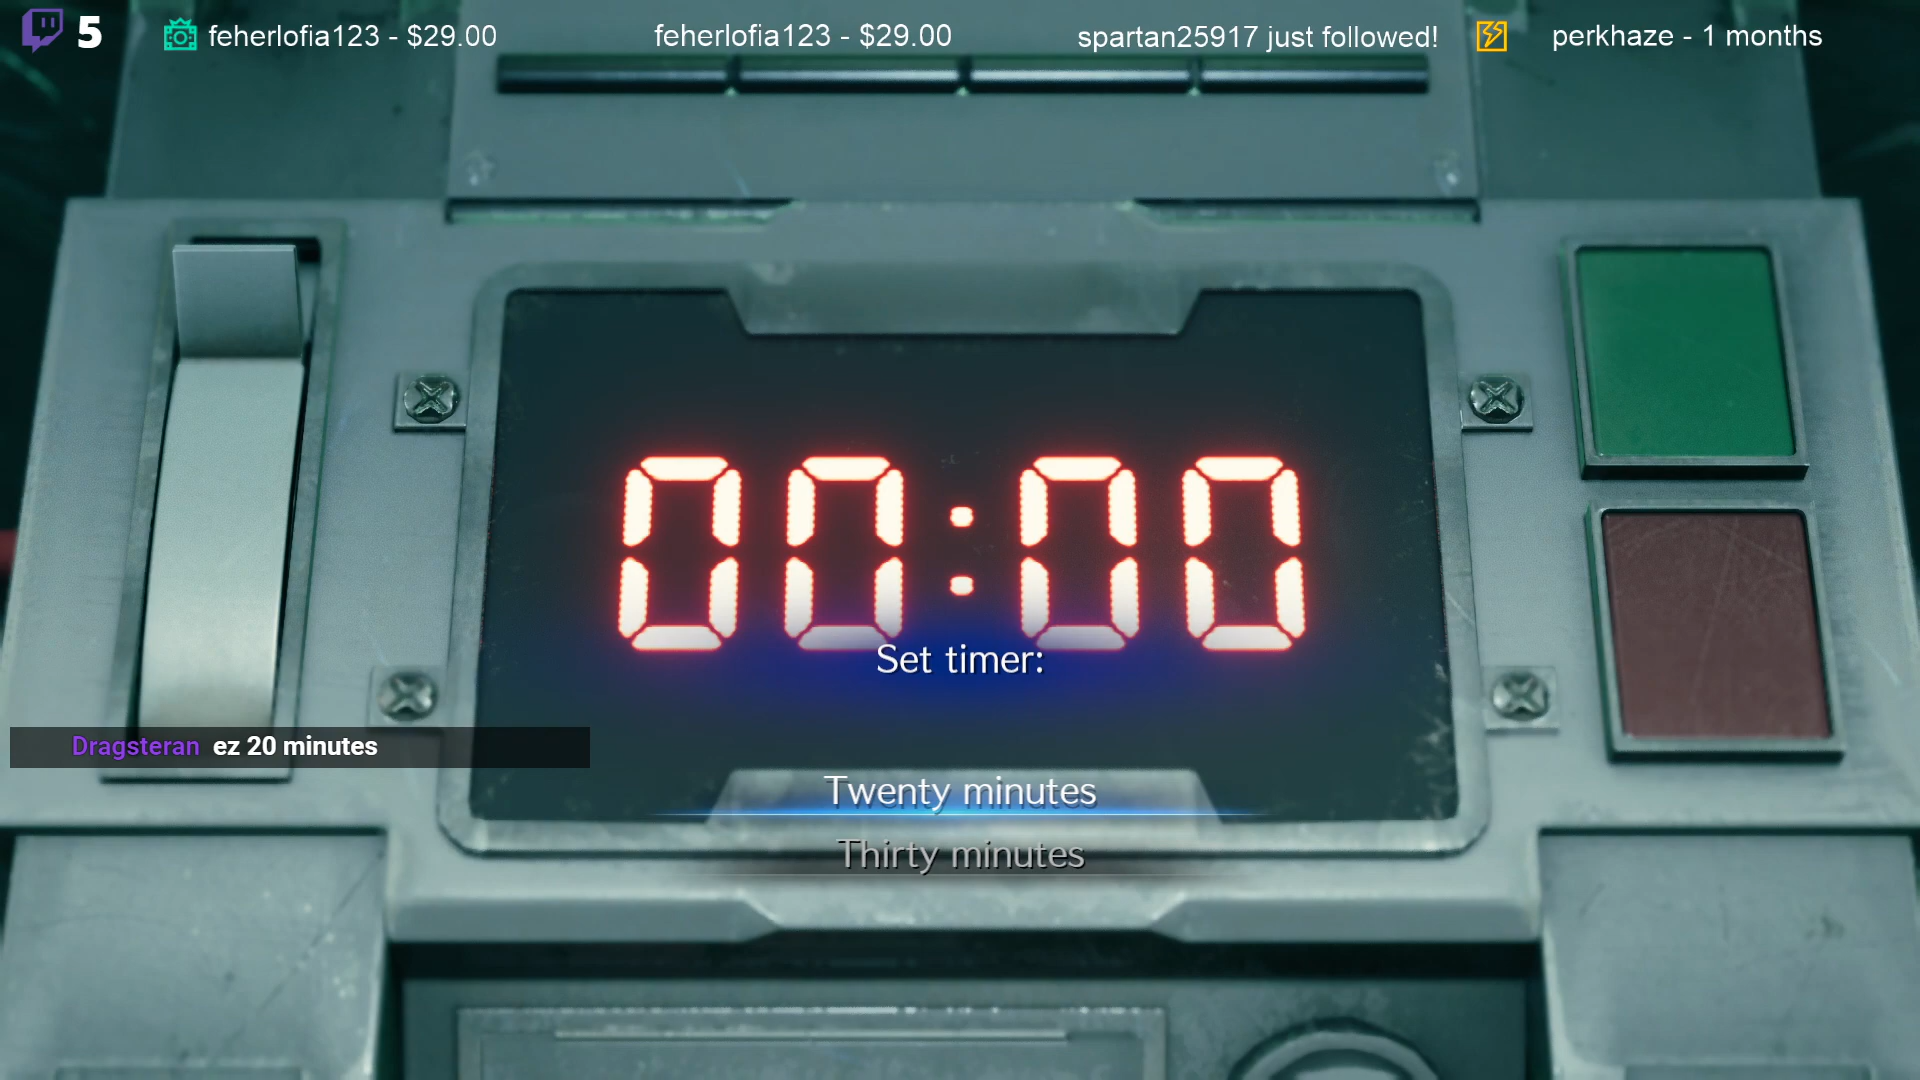 5 feherlofia123 - $29.00 feherlofia123 - $29.00 spartan25917 just followed! perkhaze - 1 months
00:00
Set timer:
Dragsteran ez 20 minutes
Twenty minutes
Thirty minutes